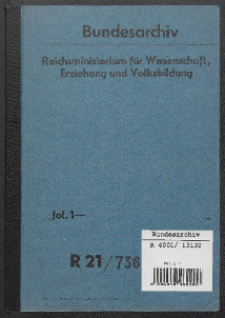 Bundesarchiv
Reichsministerium für Wissenschaft,
Erziehung und Volksbildung
fol. 1—
R 21/736
Bundesarchiv
R 4901/ 13132